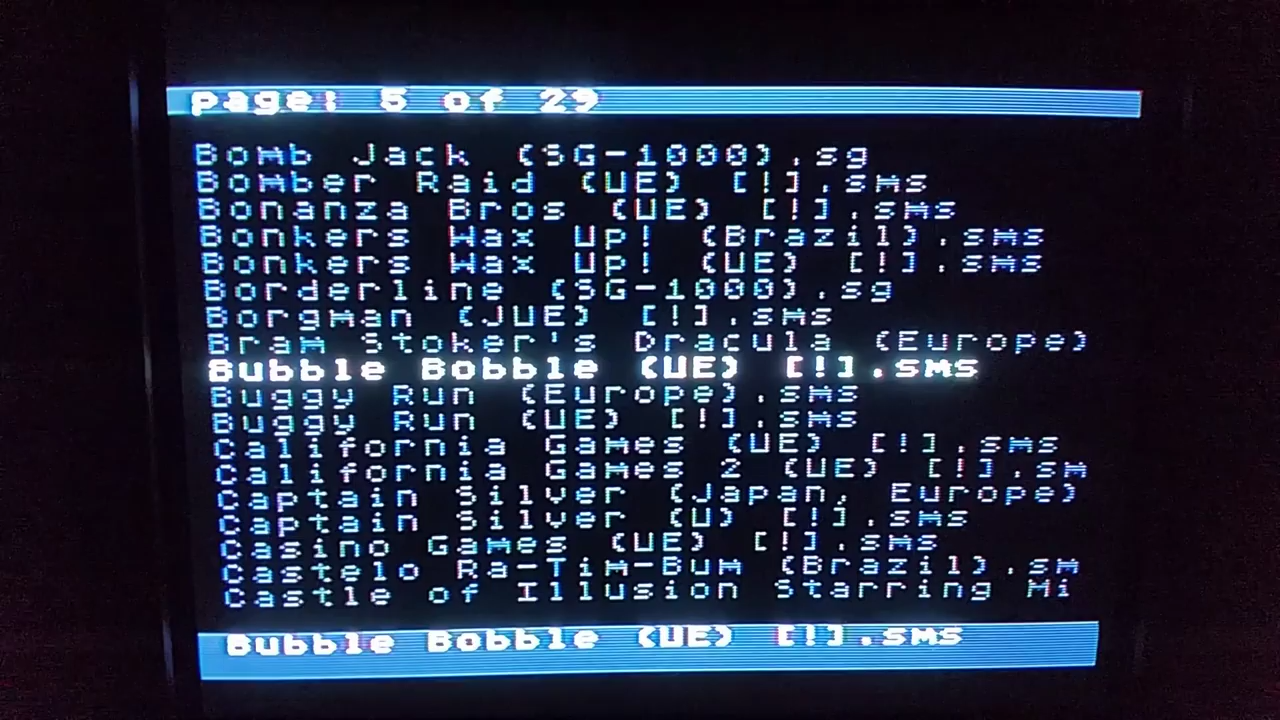 page: 5 of 29
Bomb Jack (SG-1000).sg
Bomber Raid (UE) [!].sms
Bonanza Bros (UE) [!].sms
Bonkers Wax Up! (Brazil).sms
Bonkers Wax Up! (UE) [!].sms
Borderline (SG-1000).sg
Borgman (JUE) [!].sms
Bram Stoker's Dracula (Europe)
Bubble Bobble (UE) [!].sms
Buggy Run (Europe).sms
Buggy Run (UE) [!].sms
California Games (UE) [!].sms
California Games 2 (UE) [!].sm
Captain Silver (Japan, Europe)
Captain Silver (U) [!].sms
Casino Games (UE) [!].sms
Castelo Ra-Tim-Bum (Brazil).sm
Castle of Illusion Starring Mi
Bubble Bobble (UE) [!].sms